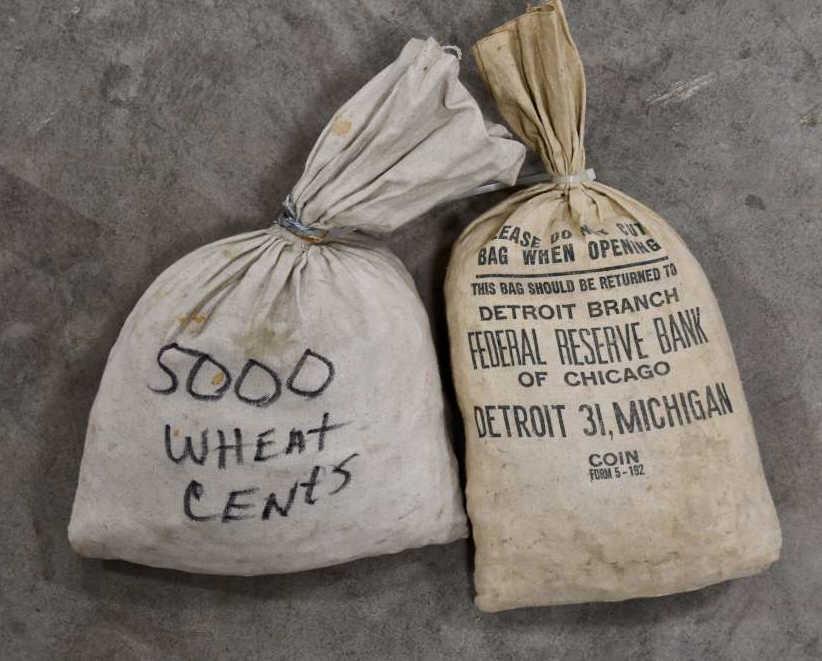 5000
WHEAT
CENtS
PLEASE DO NOT CUT
BAG WHEN OPENING
THIS BAG SHOULD BE RETURNED TO
DETROIT BRANCH
FEDERAL RESERVE BANK
OF CHICAGO
DETROIT 31, MICHIGAN
COIN
FORM 5-192